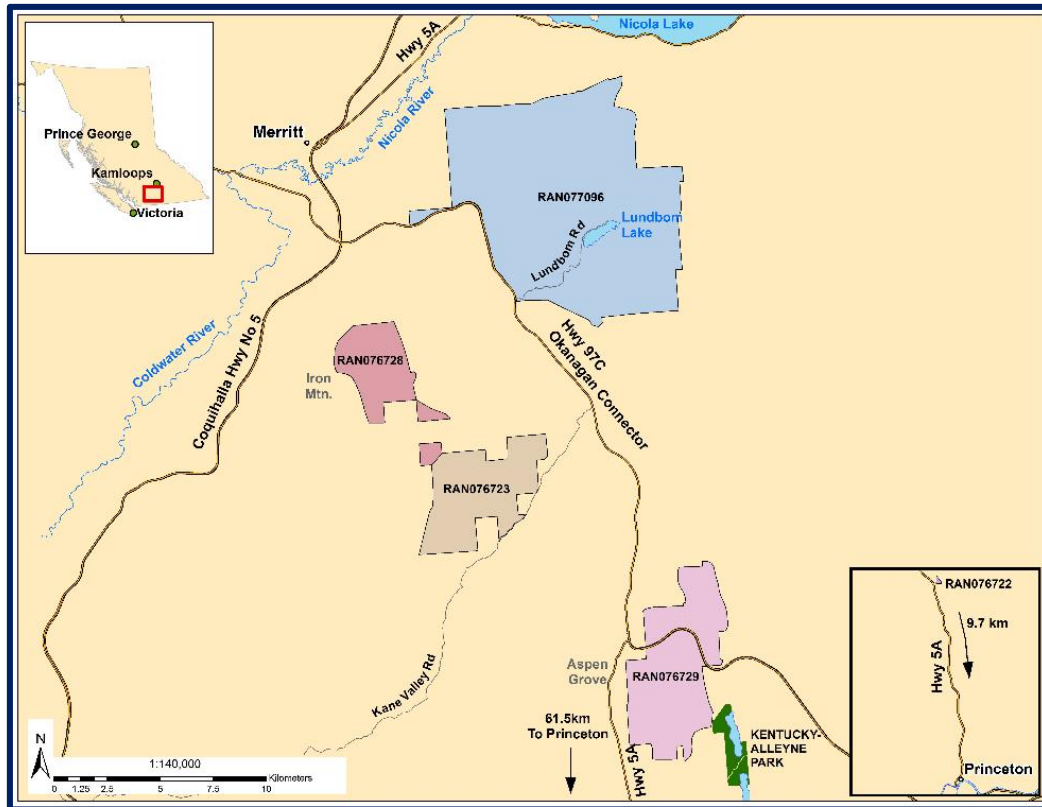 Nicola Lake
Hwy 5A
Nicola River
Merritt
Prince George
Kamloops
Victoria
RAN077096
Lundbom
Lake
Lundbom Rd
Coldwater River
Coquihalla Hwy No 5
Hwy 97C
Okanagan Connector
RAN076728
Iron
Mtn.
RAN076723
Kane Valley Rd
Aspen
Grove
RAN076729
61.5km
To Princeton
Hwy 5A
KENTUCKY-
ALLEYNE
PARK
RAN076722
9.7 km
Hwy 5A
Princeton
N
1:140,000
Kilometers
0 1.25 2.5 5 7.5 10